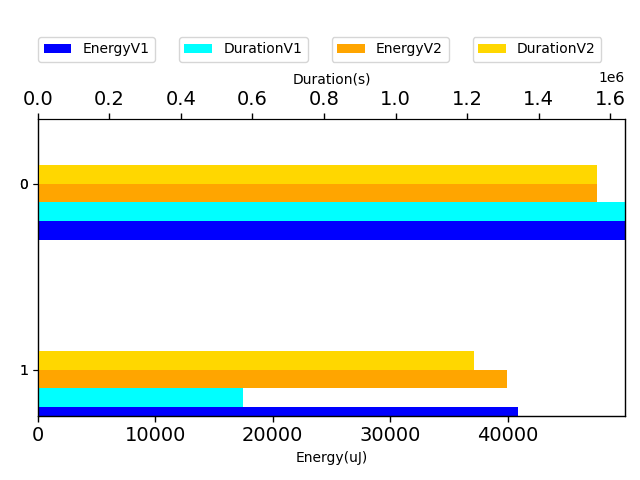 EnergyV1 DurationV1 EnergyV2 DurationV2
Duration(s)
1e6
0.0 0.2 0.4 0.6 0.8 1.0 1.2 1.4 1.6
0
1
0 10000 20000 30000 40000
Energy(uJ)